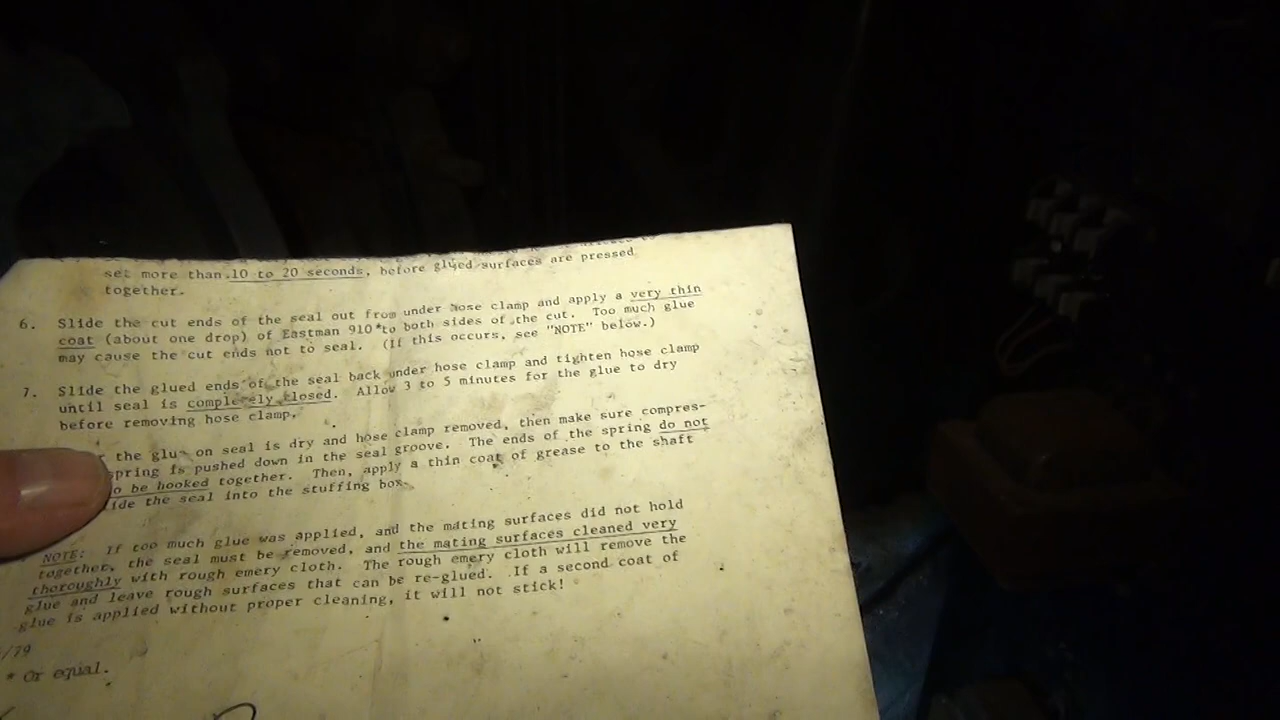 set more than 10 to 20 seconds, before glued surfaces are pressed
together.
6. Slide the cut ends of the seal out from under hose clamp and apply a very thin
coat (about one drop) of Eastman 910*to both sides of the cut. Too much glue
may cause the cut ends not to seal. (If this occurs, see "NOTE" below.)
7. Slide the glued ends of the seal back under hose clamp and tighten hose clamp
until seal is completely closed. Allow 3 to 5 minutes for the glue to dry
before removing hose clamp.
the glue on seal is dry and hose clamp removed, then make sure compres-
spring is pushed down in the seal groove. The ends of the spring do not
be hooked together. Then, apply a thin coat of grease to the shaft
the seal into the stuffing box.
NOTE: If too much glue was applied, and the mating surfaces did not hold
together, the seal must be removed, and the mating surfaces cleaned very
thoroughly with rough emery cloth. The rough emery cloth will remove the
glue and leave rough surfaces that can be re-glued. If a second coat of
glue is applied without proper cleaning, it will not stick!
/79
* Or equal.